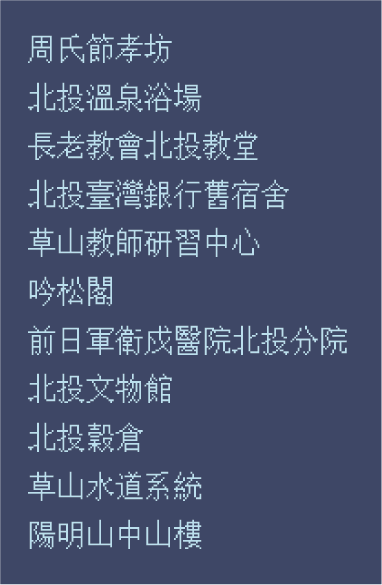 周氏節孝坊
北投溫泉浴場
長老教會北投教堂
北投臺灣銀行舊宿舍
草山教師研習中心
吟松閣
前日軍衛戍醫院北投分院
北投文物館
北投穀倉
草山水道系統
陽明山中山樓